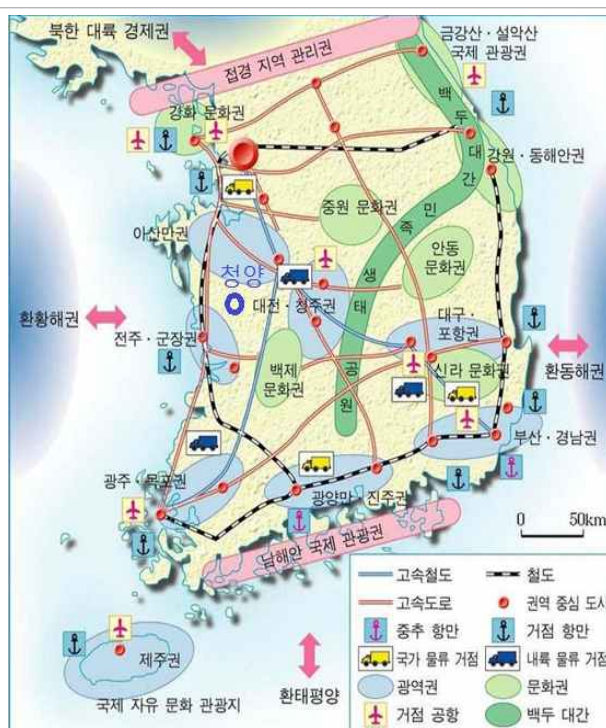 북한 대륙 경제권
접경 지역 관리권
금강산·설악산
국제 관광권
강화 문화권
백두대간
강원·동해안권
중원 문화권
아산만권
민족
생태
공원
안동
문화권
청양
대전·청주권
대구·
포항권
환황해권
전주·군장권
백제
문화권
신라 문화권
환동해권
부산·경남권
광주·목포권
광양만·진주권
남해안 국제 관광권
0 50km
제주권
국제 자유 문화 관광지
환태평양
고속철도
철도
고속도로
권역 중심 도시
중추 항만
거점 항만
국가 물류 거점
내륙 물류 거점
광역권
문화권
거점 공항
백두 대간